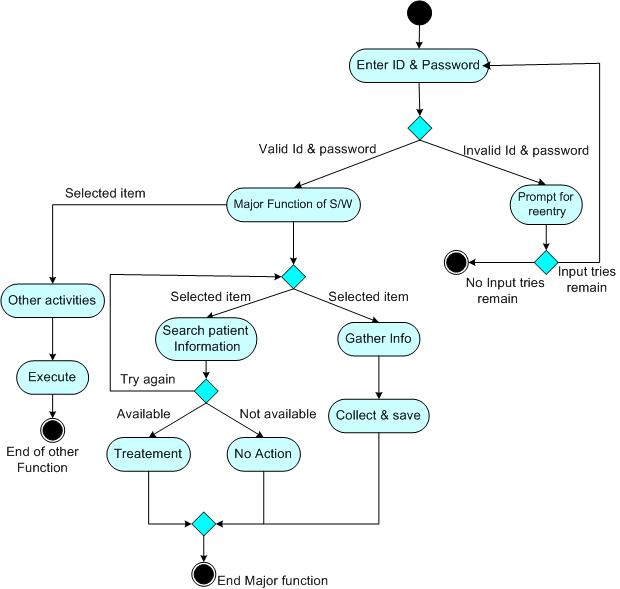 Enter ID & Password
Valid Id & password
Invalid Id & password
Selected item
Major Function of S/W
Prompt for
reentry
No Input tries
remain
Input tries
remain
Other activities
Selected item
Selected item
Search patient
Information
Gather Info
Execute
Try again
Available
Not available
Collect & save
End of other
Function
Treatement
No Action
End Major function